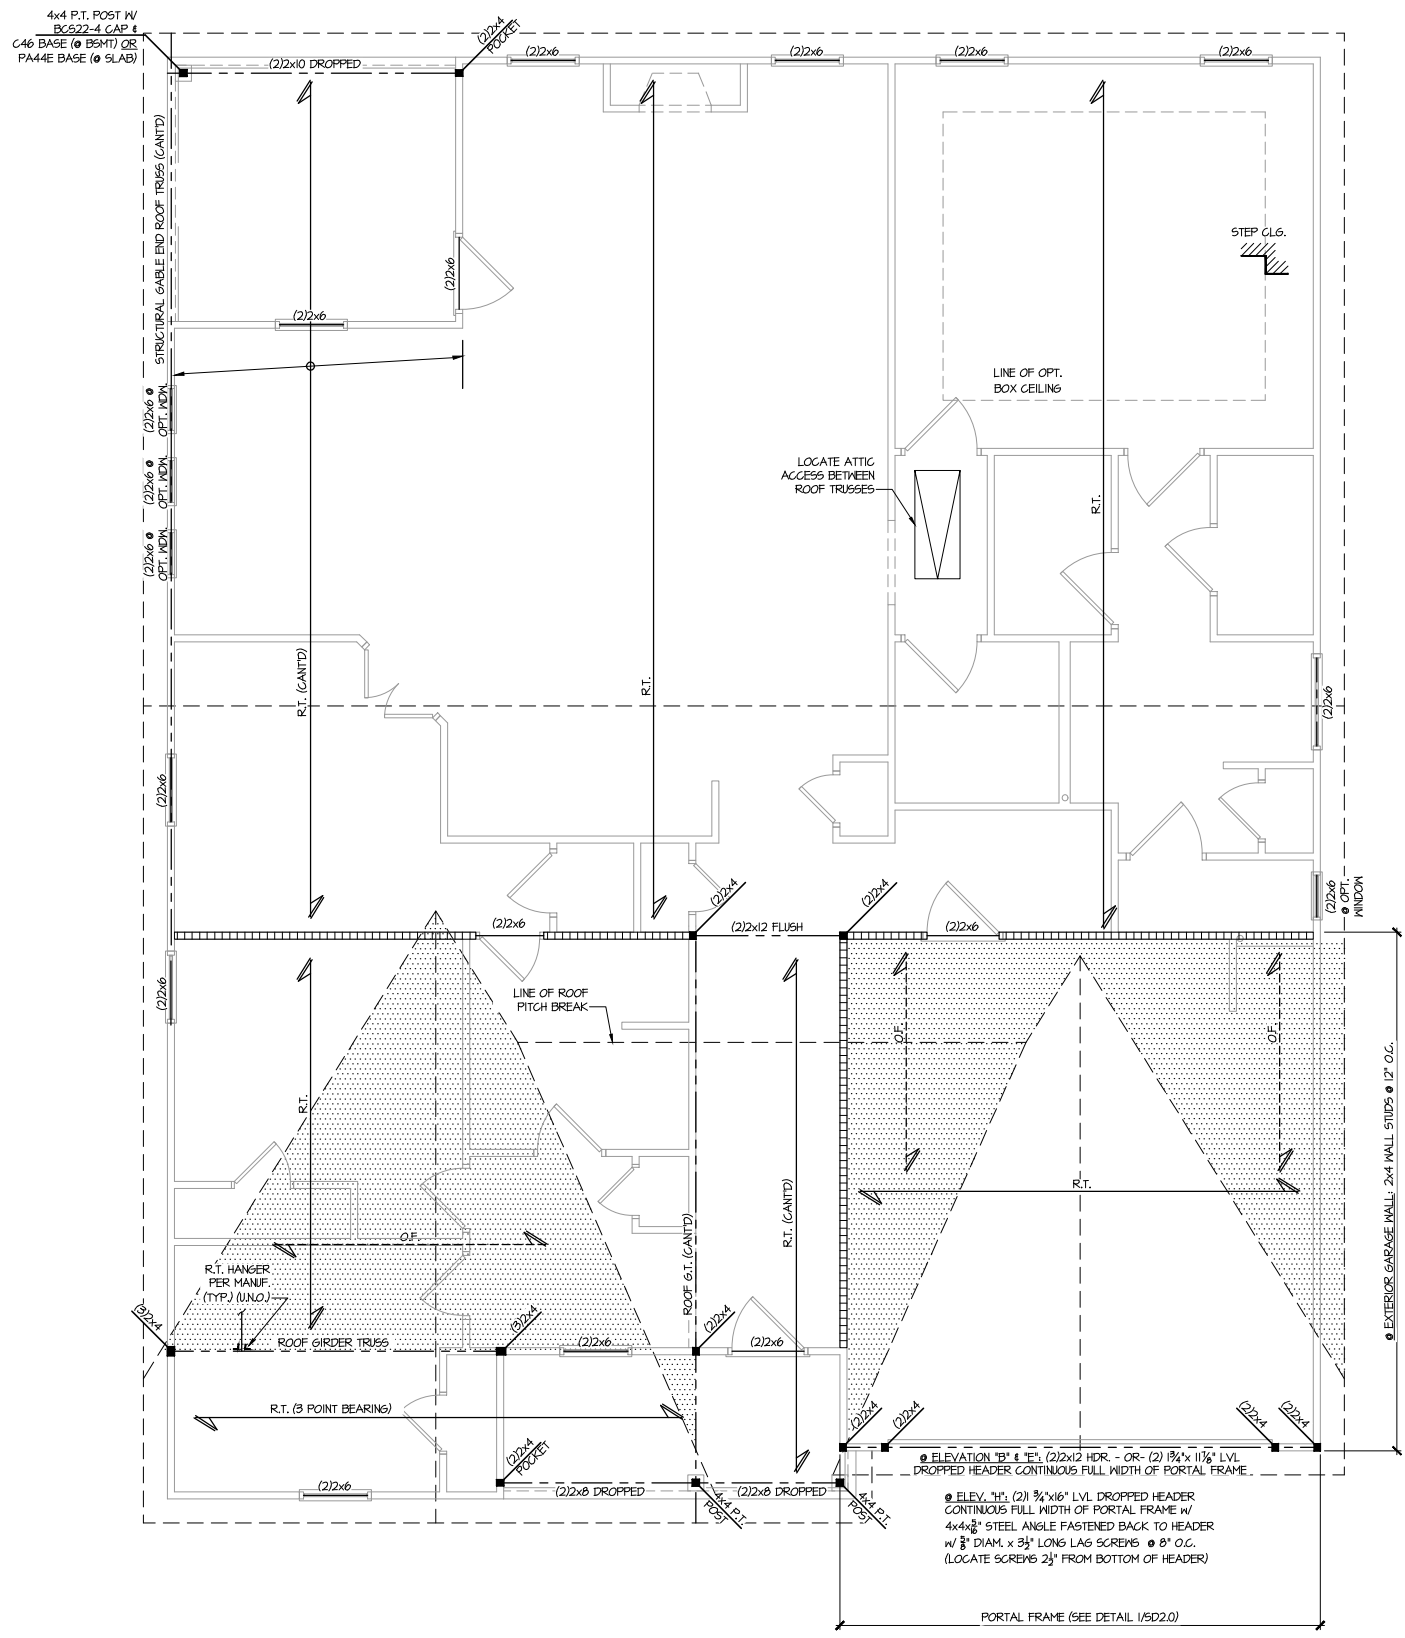 4x4 P.T. POST W/
BCS22-4 CAP &
C46 BASE (@ BSMT) OR
PA44E BASE (@ SLAB)
(2)2x10 DROPPED
(2)2x4
POCKET
(2)2x6
(2)2x6
(2)2x6
(2)2x6
STRUCTURAL GABLE END ROOF TRUSS (CANT'D)
STEP CLG.
(2)2x6
(2)2x6
LINE OF OPT.
BOX CEILING
(2)2x6 @
OPT. WDW.
(2)2x6 @
OPT. WDW.
(2)2x6 @
OPT. WDW.
LOCATE ATTIC
ACCESS BETWEEN
ROOF TRUSSES
R.T.
R.T. (CANT'D)
R.T.
(2)2x6
(2)2x6
(2)2x4
(2)2x4
(2)2x6
@ OPT.
WINDOW
(2)2x6
(2)2x12 FLUSH
(2)2x6
(2)2x6
LINE OF ROOF
PITCH BREAK
O.F.
O.F.
R.T.
R.T.
R.T. (CANT'D)
ROOF G.T. (CANT'D)
@ EXTERIOR GARAGE WALL: 2x4 WALL STUDS @ 12" O.C.
O.F.
R.T. HANGER
PER MANUF.
(TYP.) (U.N.O.)
(3)2x4
ROOF GIRDER TRUSS
(3)2x4
(2)2x6
(2)2x4
(2)2x6
R.T. (3 POINT BEARING)
(2)2x4
(2)2x4
(2)2x4
(2)2x4
(2)2x4
POCKET
@ ELEVATION "B" & "E": (2)2x12 HDR. - OR- (2) 1¾"x 11⅞" LVL
DROPPED HEADER CONTINUOUS FULL WIDTH OF PORTAL FRAME
(2)2x6
(2)2x8 DROPPED
4x4 P.T.
POST
(2)2x8 DROPPED
4x4 P.T.
POST
@ ELEV. "H": (2)1 ¾"x16" LVL DROPPED HEADER
CONTINUOUS FULL WIDTH OF PORTAL FRAME w/
4x4x5/16" STEEL ANGLE FASTENED BACK TO HEADER
w/ ⅝" DIAM. x 3½" LONG LAG SCREWS @ 8" O.C.
(LOCATE SCREWS 2½" FROM BOTTOM OF HEADER)
PORTAL FRAME (SEE DETAIL 1/SD2.0)